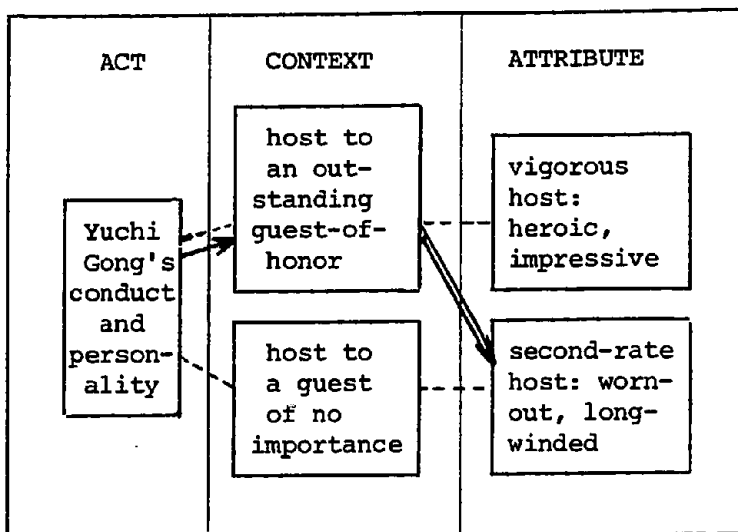 ACT
CONTEXT
ATTRIBUTE
Yuchi
Gong's
conduct
and
person-
ality
host to
an out-
standing
guest-of-
honor
host to
a guest
of no
importance
vigorous
host:
heroic,
impressive
second-rate
host: worn-
out, long-
winded